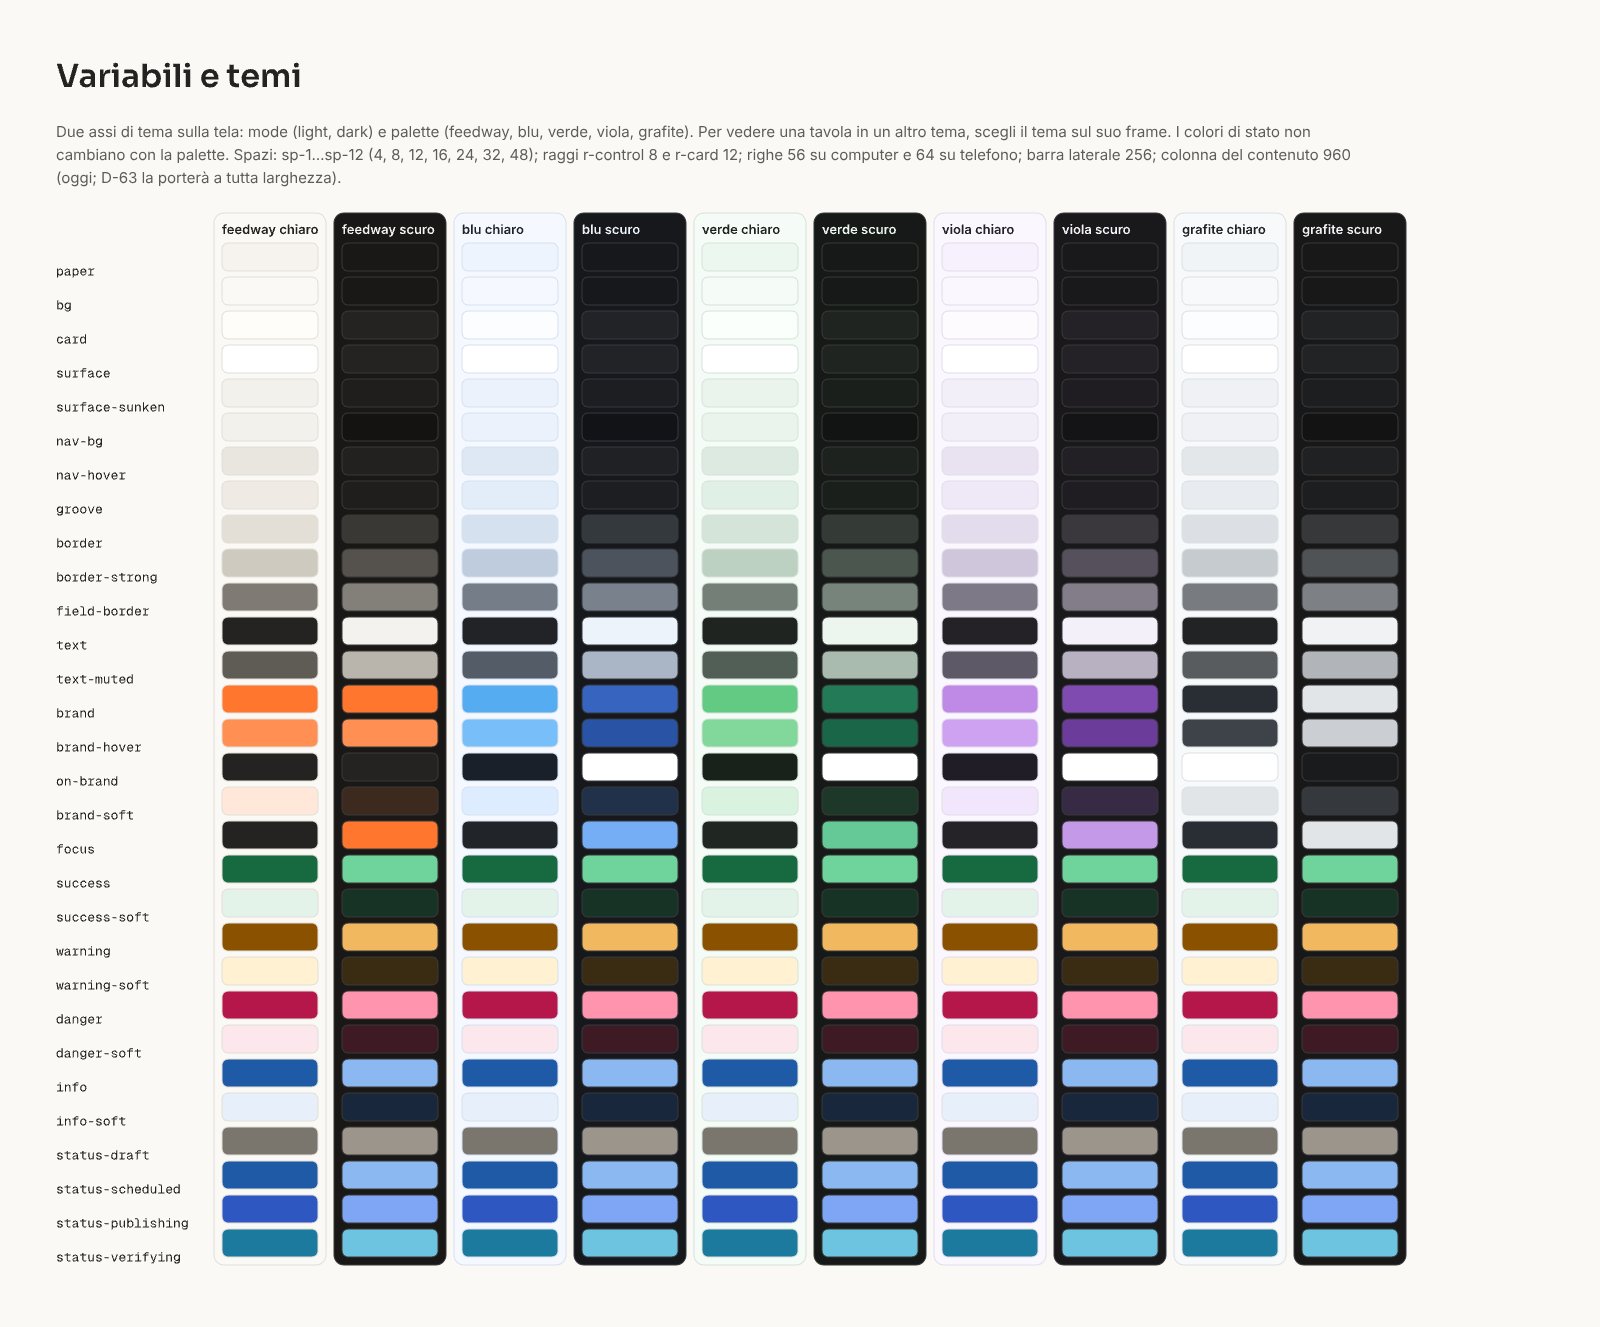 Variabili e temi
Due assi di tema sulla tela: mode (light, dark) e palette (feedway, blu, verde, viola, grafite). Per vedere una tavola in un altro tema, scegli il tema sul suo frame. I colori di stato non
cambiano con la palette. Spazi: sp-1…sp-12 (4, 8, 12, 16, 24, 32, 48); raggi r-control 8 e r-card 12; righe 56 su computer e 64 su telefono; barra laterale 256; colonna del contenuto 960
(oggi; D-63 la porterà a tutta larghezza).
feedway chiaro feedway scuro blu chiaro blu scuro verde chiaro verde scuro viola chiaro viola scuro grafite chiaro grafite scuro
paper
bg
card
surface
surface-sunken
nav-bg
nav-hover
groove
border
border-strong
field-border
text
text-muted
brand
brand-hover
on-brand
brand-soft
focus
success
success-soft
warning
warning-soft
danger
danger-soft
info
info-soft
status-draft
status-scheduled
status-publishing
status-verifying